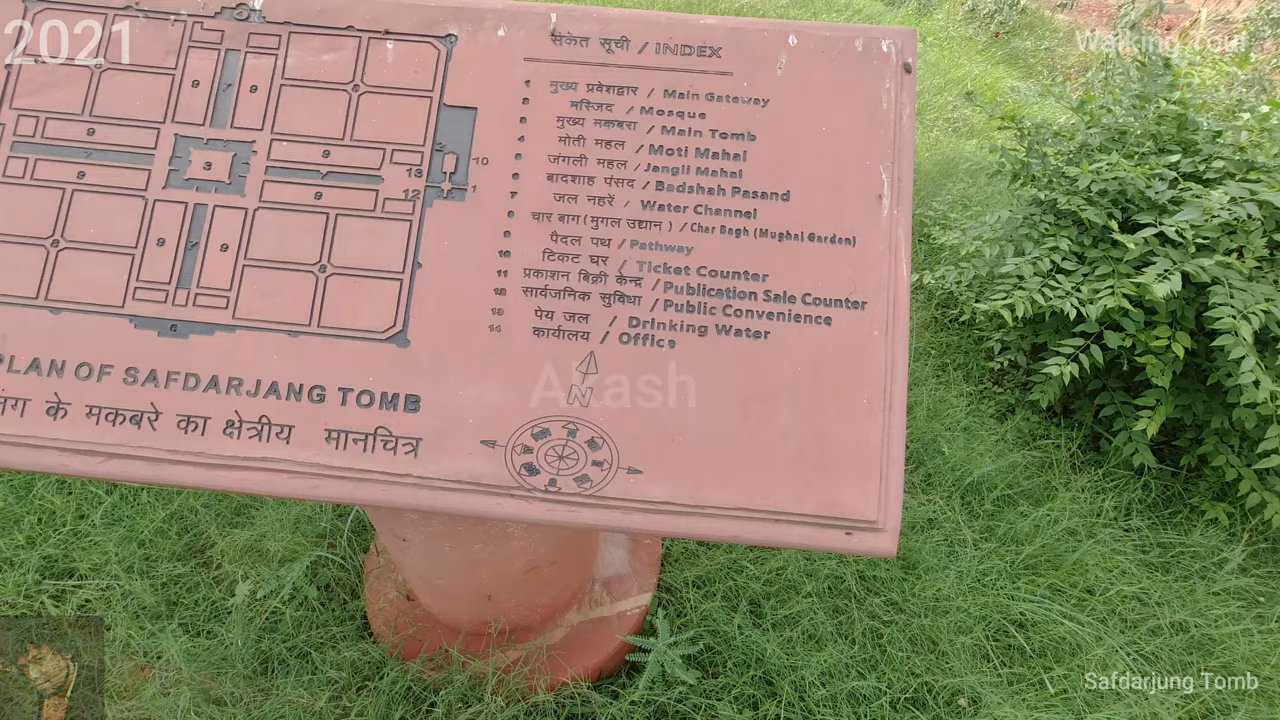 2021
Walking Tour
संकेत सूची / INDEX
1 मुख्य प्रवेशद्वार / Main Gateway
2 मस्जिद / Mosque
3 मुख्य मकबरा / Main Tomb
4 मोती महल / Moti Mahal
5 जंगली महल / Jangli Mahal
6 बादशाह पंसद / Badshah Pasand
7 जल नहरें / Water Channel
8 चार बाग (मुगल उद्यान) / Char Bagh (Mughal Garden)
9 पैदल पथ / Pathway
10 टिकट घर / Ticket Counter
11 प्रकाशन बिक्री केन्द्र / Publication Sale Counter
12 सार्वजनिक सुविधा / Public Convenience
13 पेय जल / Drinking Water
14 कार्यालय / Office
PLAN OF SAFDARJANG TOMB
जंग के मकबरे का क्षेत्रीय मानचित्र
N
Akash
Safdarjung Tomb